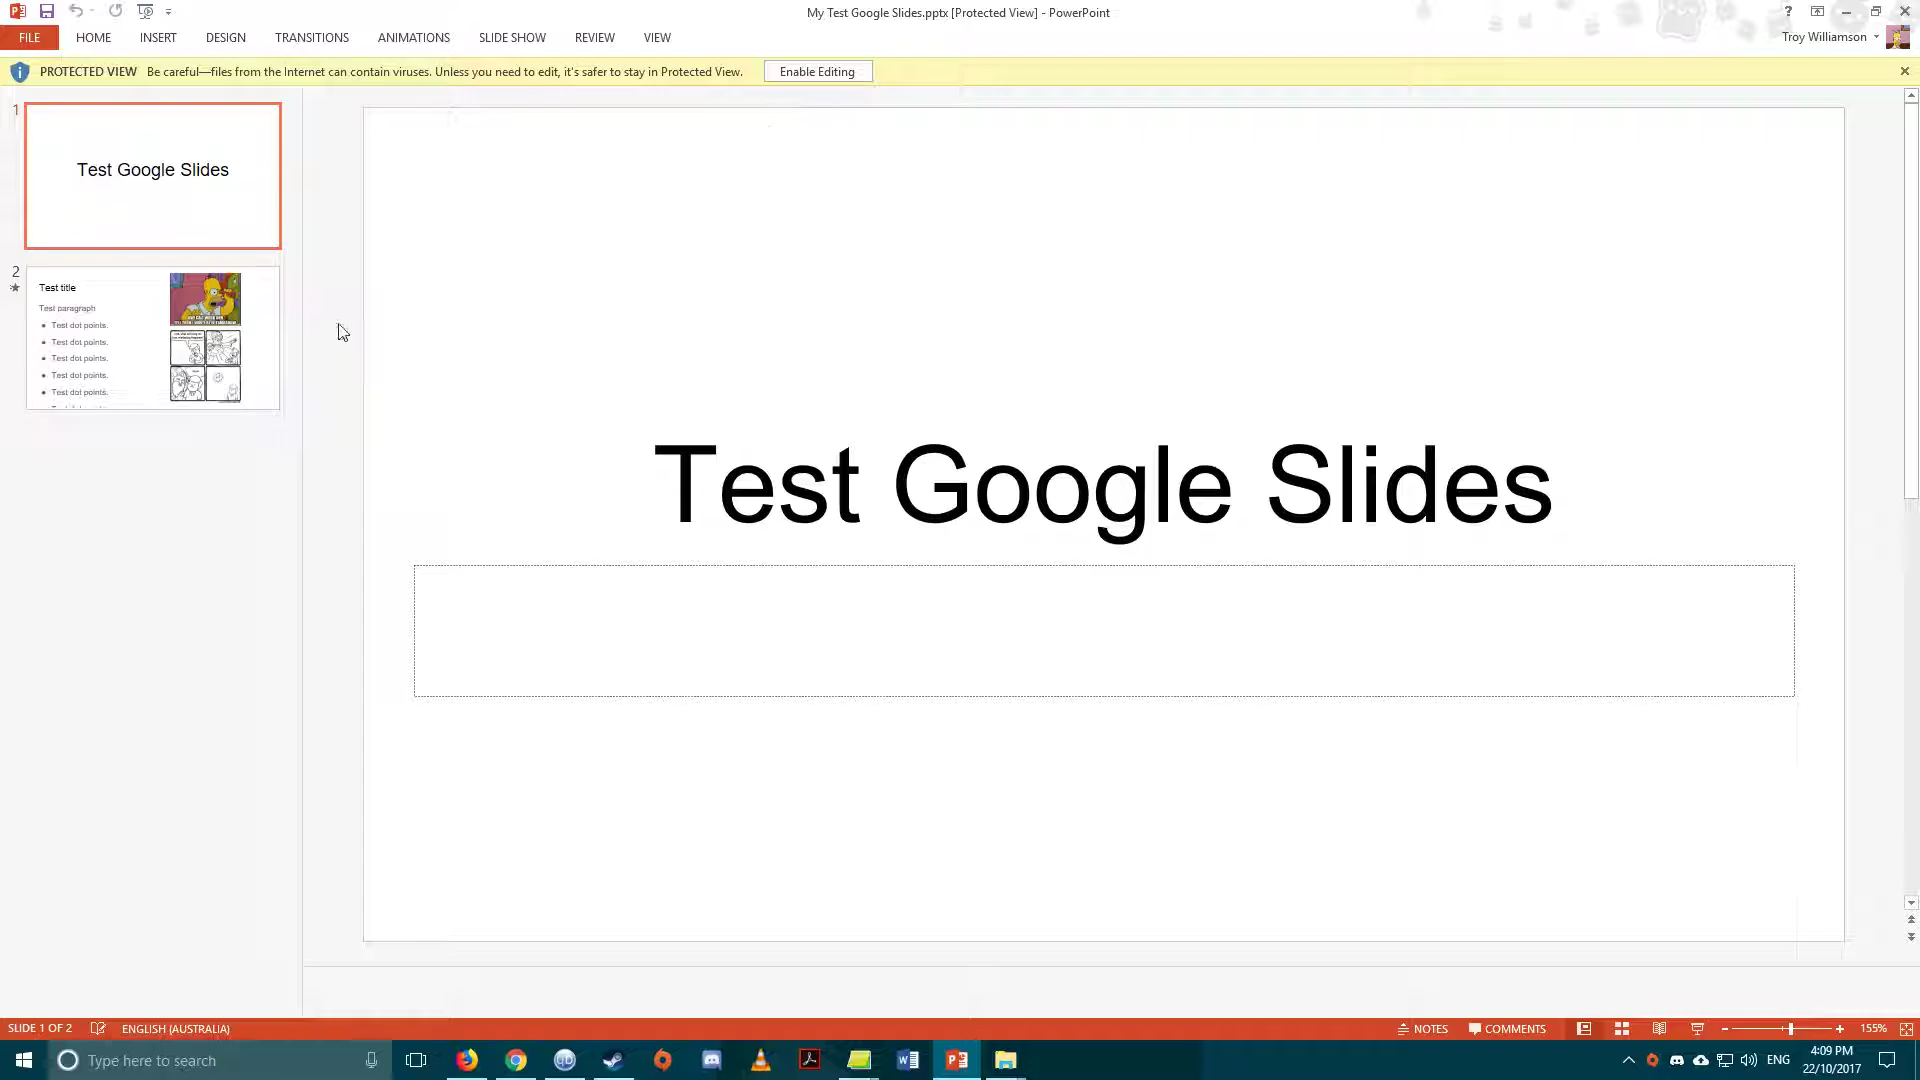 My Test Google Slides.pptx [Protected View] - PowerPoint
?
FILE HOME INSERT DESIGN TRANSITIONS ANIMATIONS SLIDE SHOW REVIEW VIEW
Troy Williamson
PROTECTED VIEW Be careful—files from the Internet can contain viruses. Unless you need to edit, it's safer to stay in Protected View. Enable Editing
1
Test Google Slides
2
Test title
Test paragraph
● Test dot points.
● Test dot points.
● Test dot points.
● Test dot points.
● Test dot points.
Test Google Slides
SLIDE 1 OF 2 ENGLISH (AUSTRALIA)
NOTES COMMENTS 155%
Type here to search
ENG
4:09 PM
22/10/2017